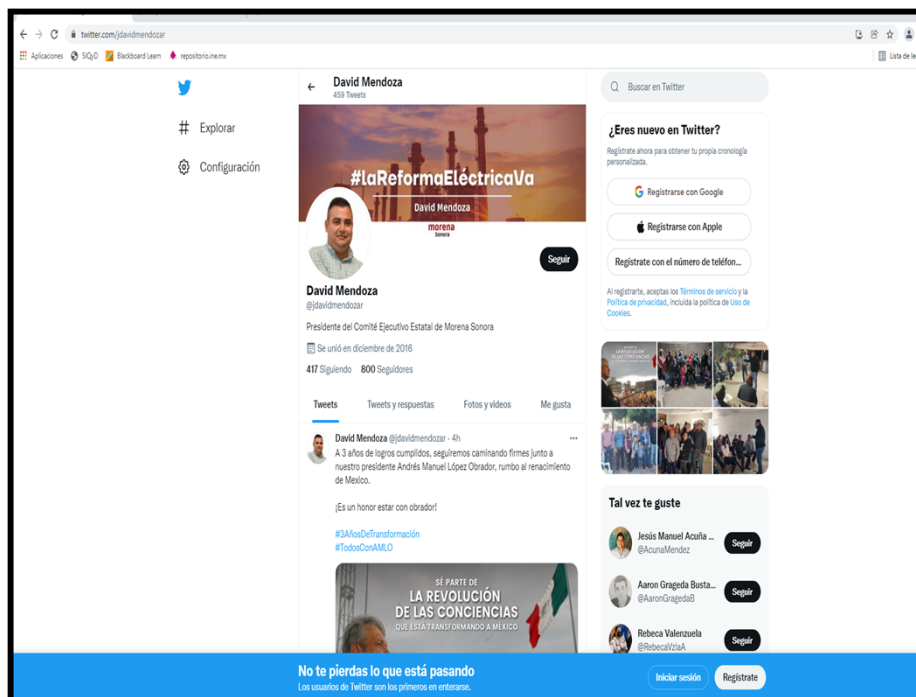 twitter.com/jdavidmendozar
Aplicaciones SIQyD Blackboard Learn repositorio.ine.mx
David Mendoza
459 Tweets
Buscar en Twitter
Explorar
Configuración
#laReformaEléctricaVa
David Mendoza
morena
Sonora
Seguir
David Mendoza
@jdavidmendozar
Presidente del Comité Ejecutivo Estatal de Morena Sonora
Se unió en diciembre de 2016
417 Siguiendo 800 Seguidores
Tweets Tweets y respuestas Fotos y videos Me gusta
David Mendoza @jdavidmendozar · 4h
A 3 años de logros cumplidos, seguiremos caminando firmes junto a
nuestro presidente Andrés Manuel López Obrador, rumbo al renacimiento
de Mexico.
¡Es un honor estar con obrador!
#3AñosDeTransformación
#TodosConAMLO
SÉ PARTE DE
LA REVOLUCIÓN
DE LAS CONCIENCIAS
QUE ESTÁ TRANSFORMANDO A MÉXICO
¿Eres nuevo en Twitter?
Regístrate ahora para obtener tu propia cronología
personalizada.
Registrarse con Google
Registrarse con Apple
Regístrate con el número de teléfon...
Al registrarte, aceptas los Términos de servicio y la
Política de privacidad, incluida la política de Uso de
Cookies.
LA REVOLUCIÓN
DE LAS CONCIENCIAS
Tal vez te guste
Jesús Manuel Acuña ...
@AcunaMendez
Seguir
Aaron Grageda Busta...
@AaronGragedaB
Seguir
Rebeca Valenzuela
@RebecaVziaA
Seguir
No te pierdas lo que está pasando
Los usuarios de Twitter son los primeros en enterarse.
Iniciar sesión
Regístrate